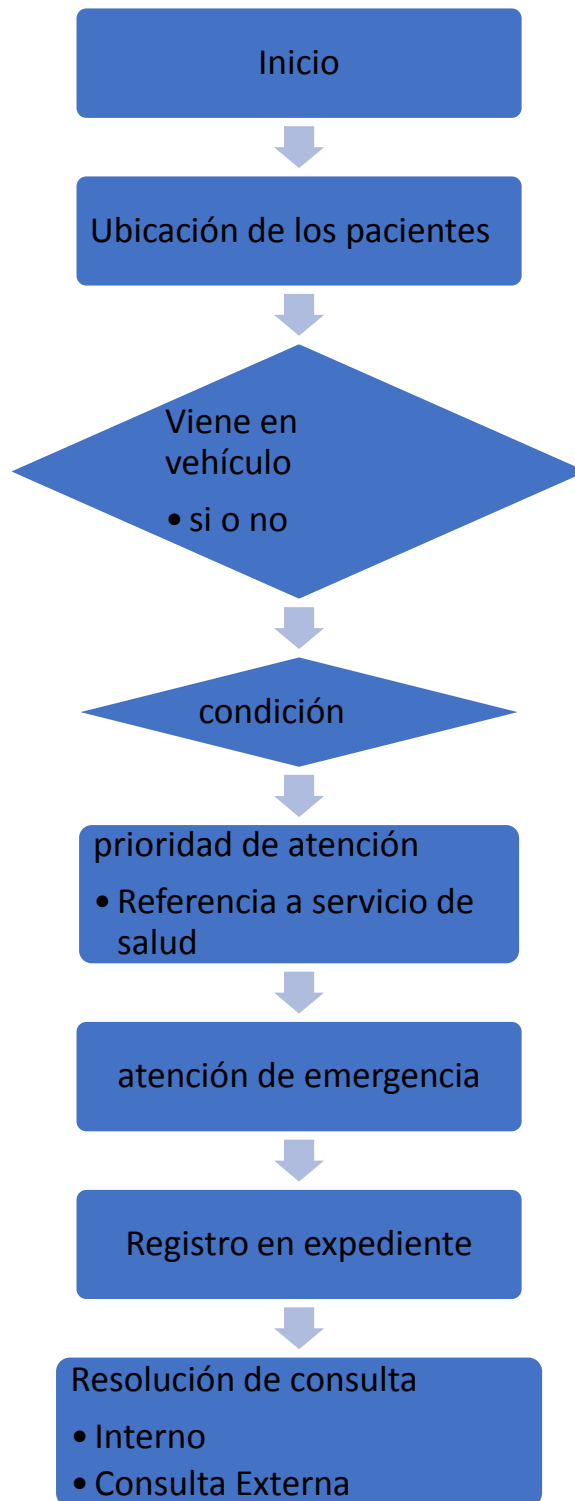 Inicio
Ubicación de los pacientes
Viene en
vehículo
• si o no
condición
prioridad de atención
• Referencia a servicio de
salud
atención de emergencia
Registro en expediente
Resolución de consulta
• Interno
• Consulta Externa